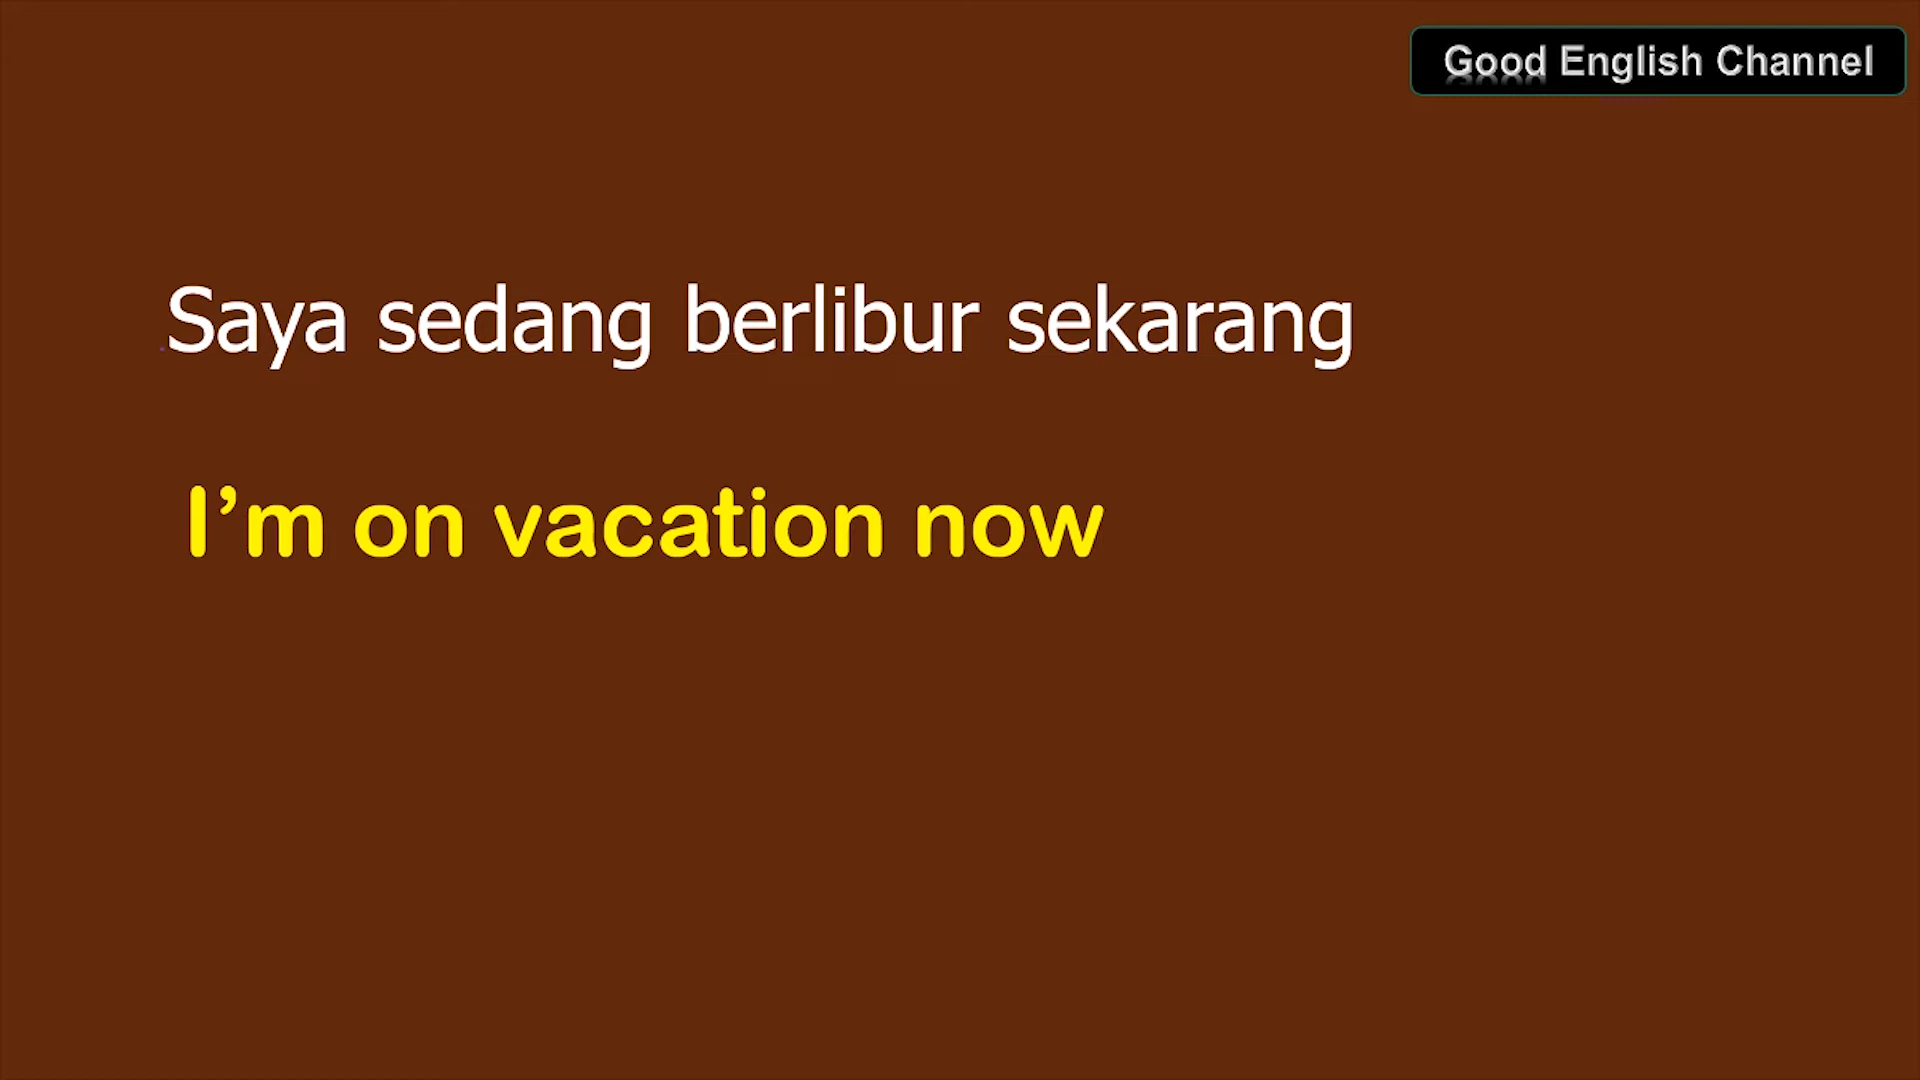 Good English Channel
Saya sedang berlibur sekarang
I’m on vacation now